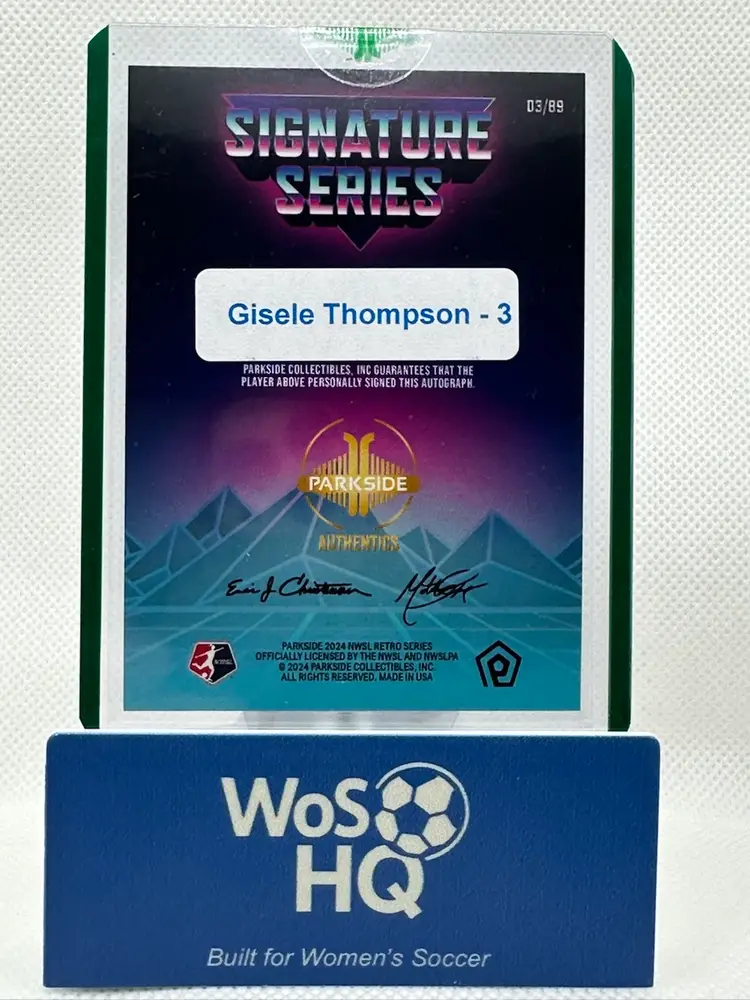 03/89
SIGNATURE
SERIES
Gisele Thompson - 3
PARKSIDE COLLECTIBLES, INC GUARANTEES THAT THE
PLAYER ABOVE PERSONALLY SIGNED THIS AUTOGRAPH.
PARKSIDE
AUTHENTICS
PARKSIDE 2024 NWSL RETRO SERIES
OFFICIALLY LICENSED BY THE NWSL AND NWSLPA
© 2024 PARKSIDE COLLECTIBLES, INC.
ALL RIGHTS RESERVED. MADE IN USA
WoSO
HQ
Built for Women's Soccer